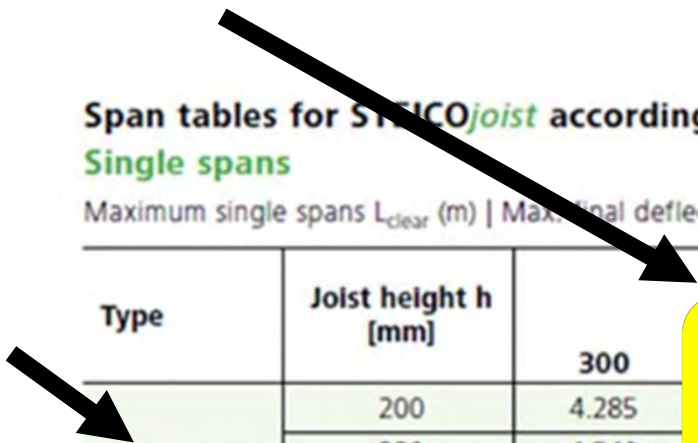 Span tables for STEICOjoist according
Single spans
Maximum single spans Lclear (m) | Max. final defle
Type
Joist height h
[mm]
300
200
4.285